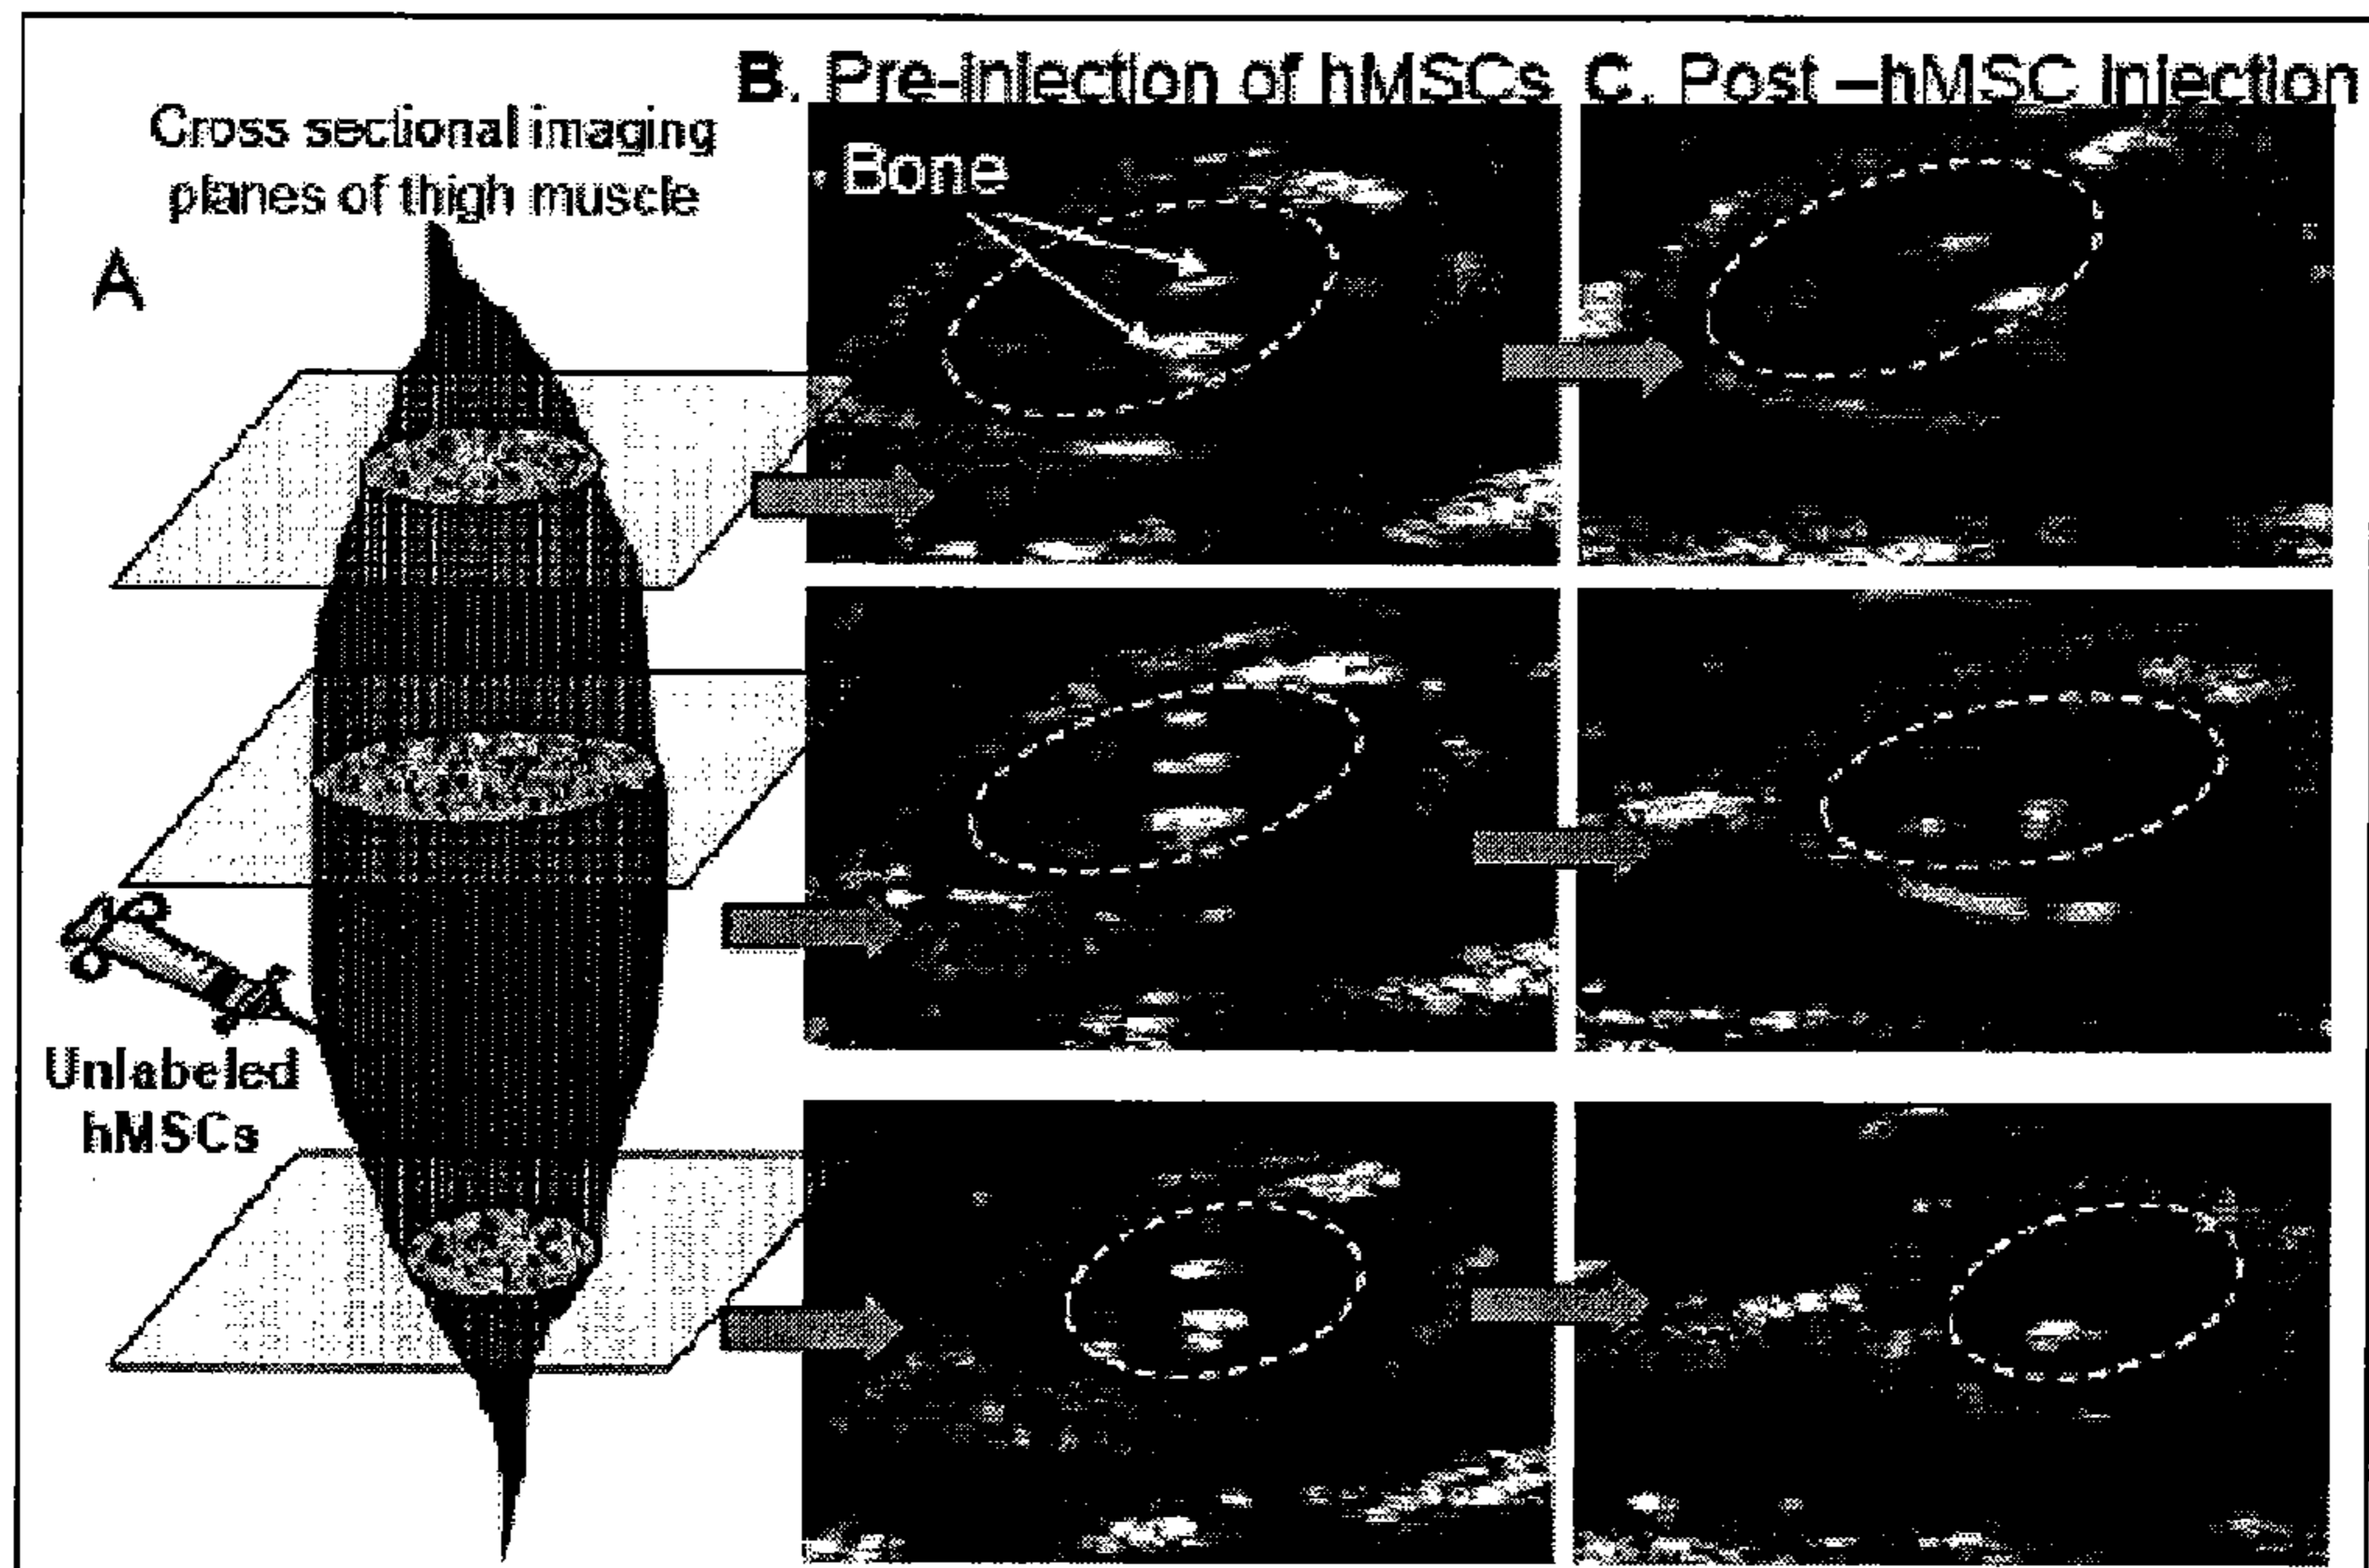 B. Pre-injection of hMSCs
C. Post –hMSC Injection
Cross sectional imaging
planes of thigh muscle
A
Bone
Unlabeled
hMSCs